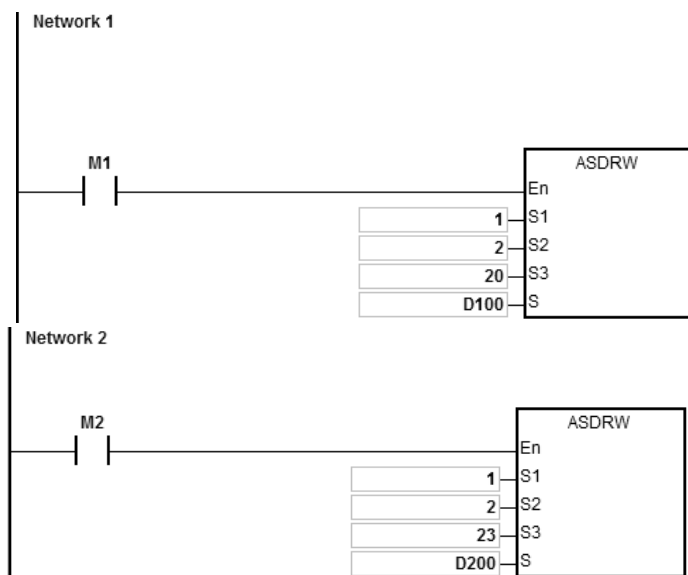 Network 1
M1
ASDRW
En
1 S1
2 S2
20 S3
D100 S
Network 2
M2
ASDRW
En
1 S1
2 S2
23 S3
D200 S